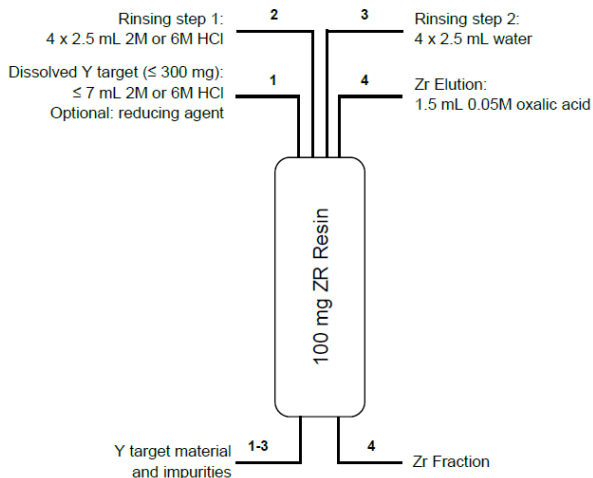 Rinsing step 1:
4 x 2.5 mL 2M or 6M HCl
2
3
Rinsing step 2:
4 x 2.5 mL water
Dissolved Y target (≤ 300 mg):
≤ 7 mL 2M or 6M HCl
Optional: reducing agent
1
4
Zr Elution:
1.5 mL 0.05M oxalic acid
100 mg ZR Resin
Y target material
and impurities
1-3
4
Zr Fraction